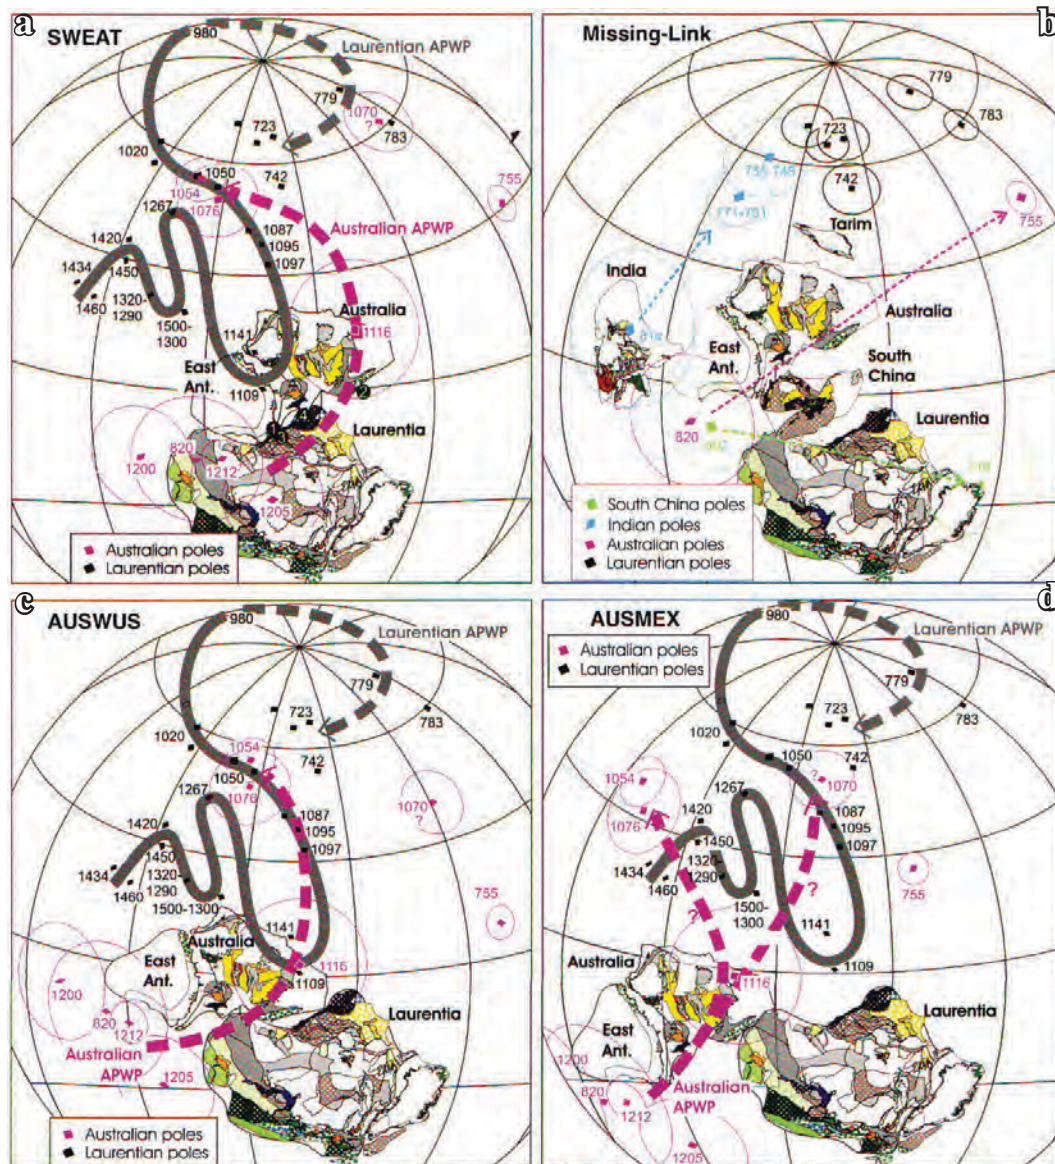 a
SWEAT
980
Laurentian APWP
779
1070
?
783
723
1020
1050
742
755
1054
1267
1076
Australian APWP
1420
1087
1095
1434
1450
1097
1460
1320-
1290
Australia
1500-
1300
1141
1116
East
Ant.
1109
2
4
Laurentia
820
1200
1212
1205
Australian poles
Laurentian poles
b
Missing-Link
779
783
723
755
742
755
Tarim
India
Australia
East
Ant.
South
China
Laurentia
820
South China poles
Indian poles
Australian poles
Laurentian poles
c
AUSWUS
980
Laurentian APWP
779
723
783
1020
1054
742
1050
1267
1076
1070
?
1420
1087
1095
1450
1097
1434
1320-
1460
1290
1500-1300
755
1141
Australia
East
Ant.
1116
1109
1200
820
1212
Laurentia
Australian
APWP
1205
Australian poles
Laurentian poles
d
AUSMEX
980
Australian poles
Laurentian poles
Laurentian APWP
779
723
783
1020
1054
1050
742
1070
1267
1076
1420
1087
1095
1450
1097
1434
1320-
1290
1460
755
?
?
1500-
1300
1141
Australia
1109
1116
East
Ant.
Laurentia
1200
820
1212
Australian
APWP
1205